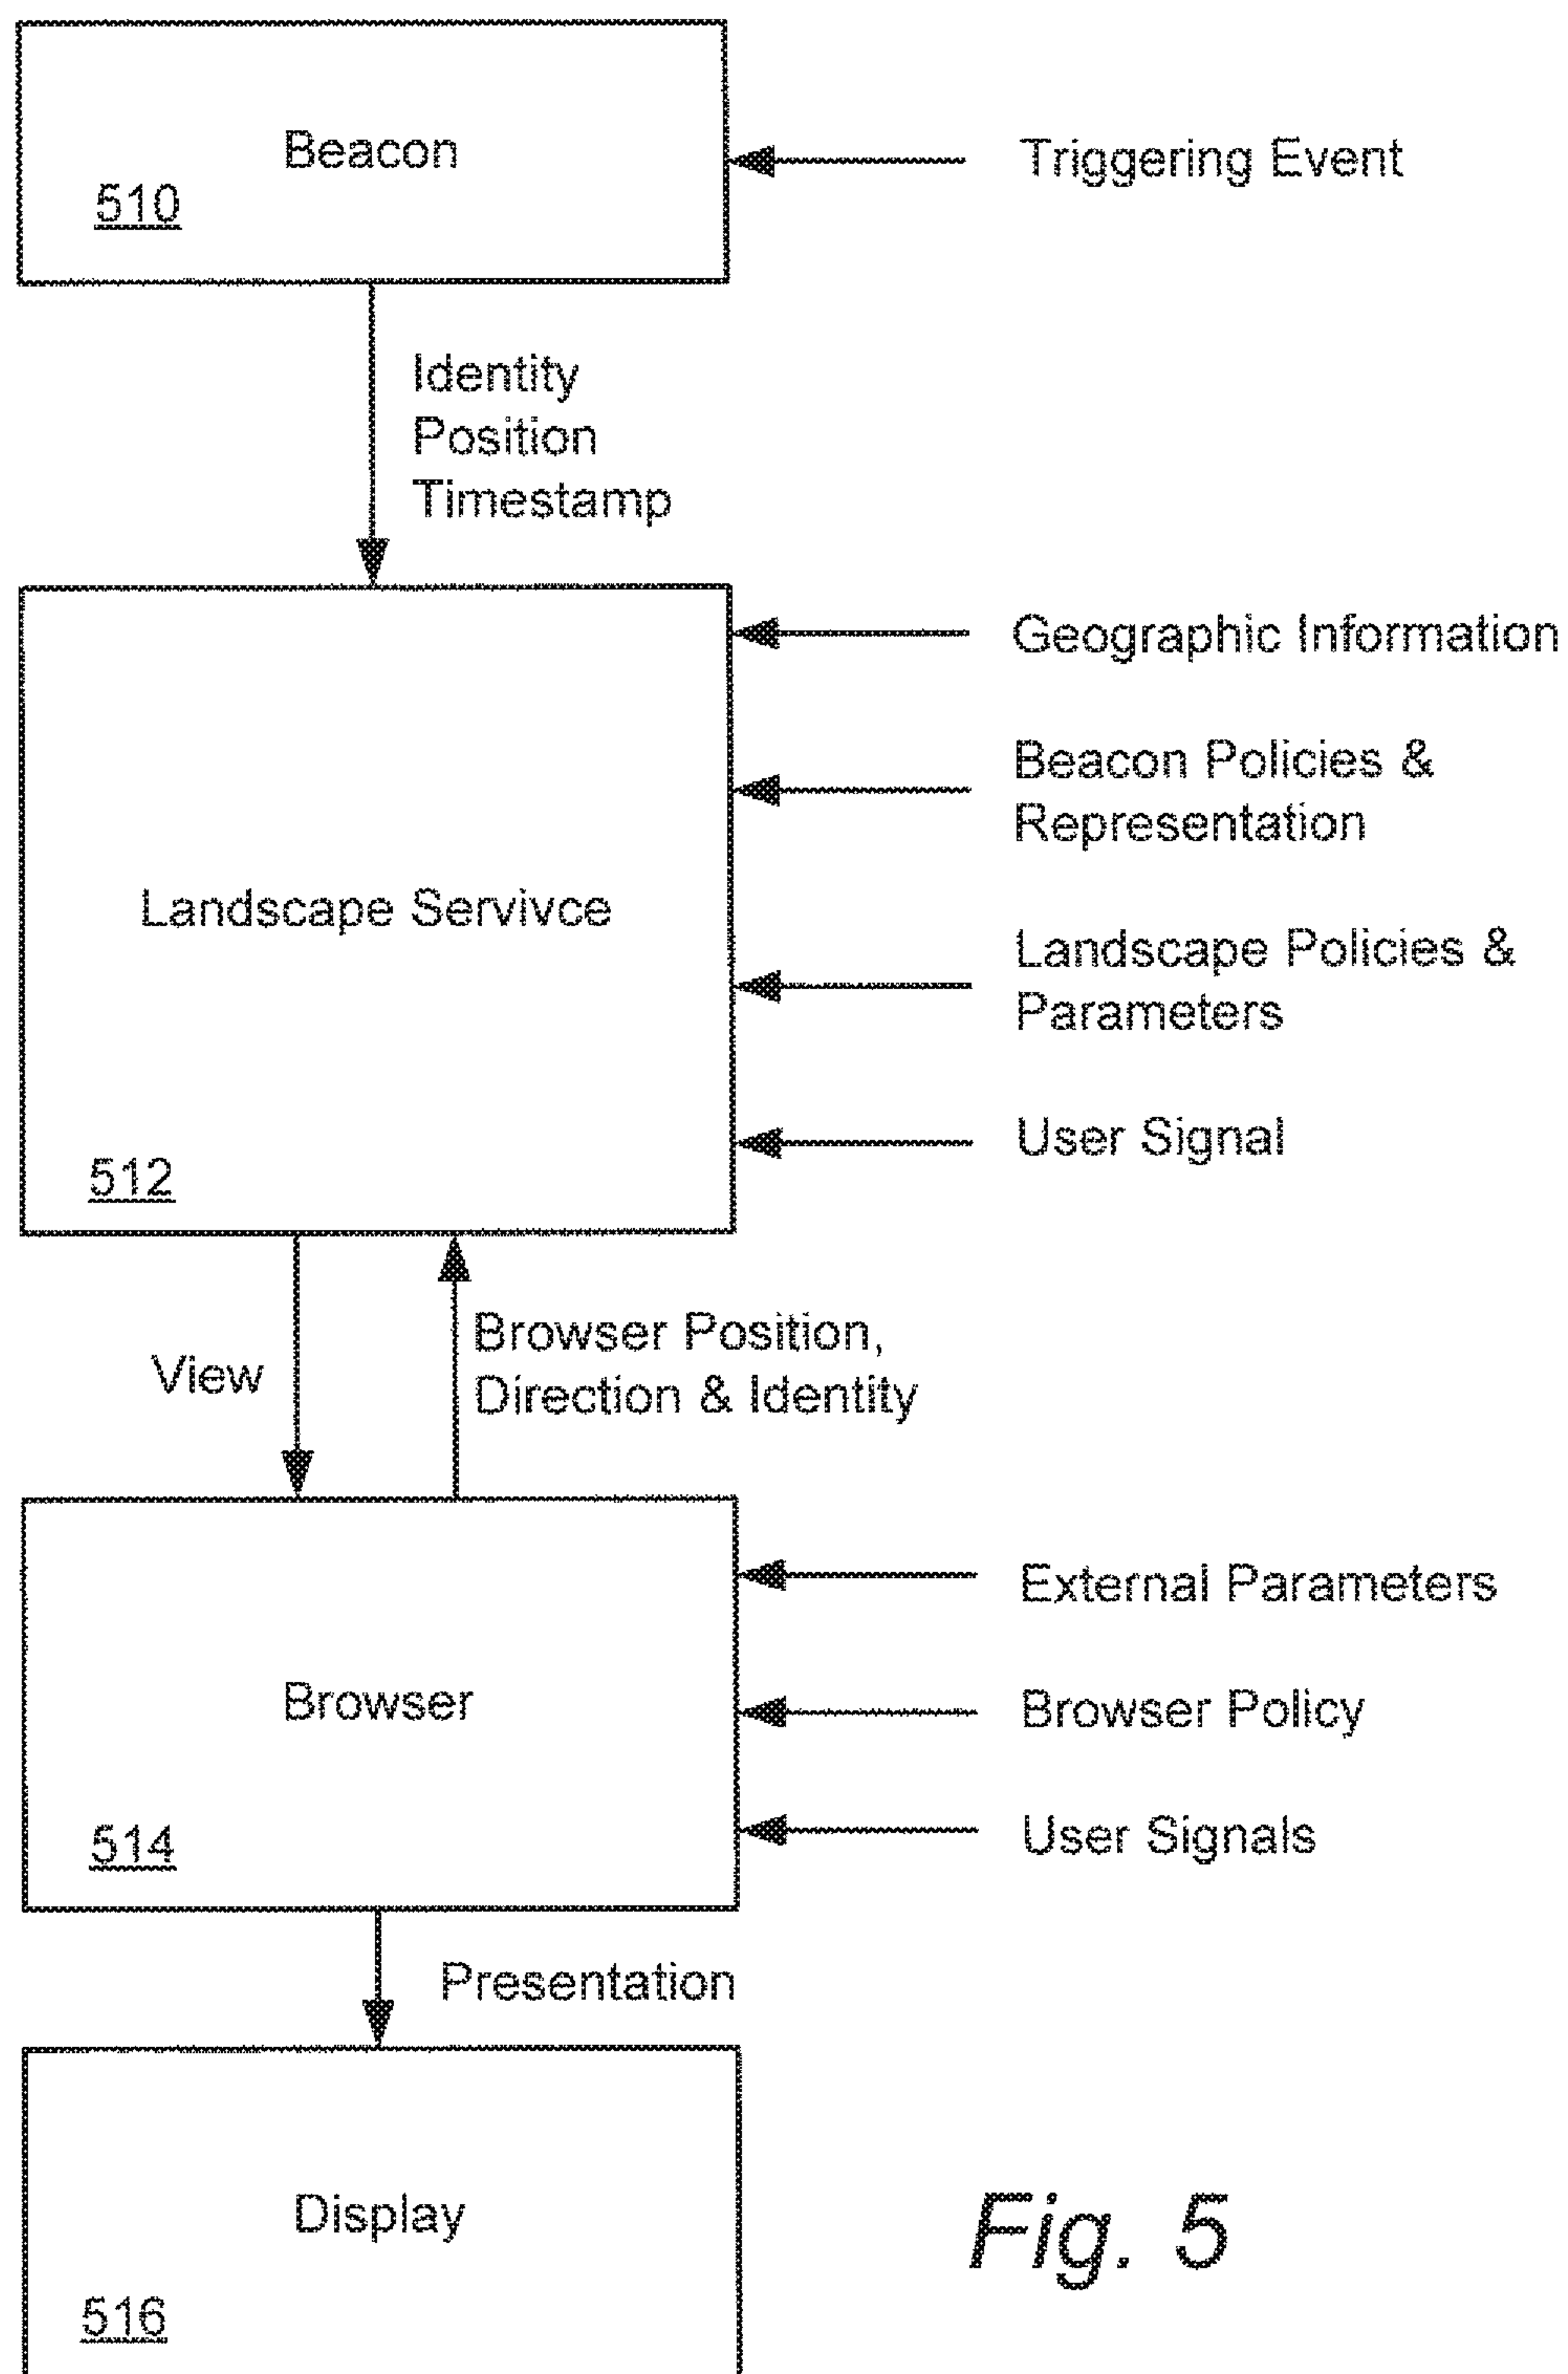 Beacon
510
Triggering Event
Identity
Position
Timestamp
Landscape Servivce
512
Geographic Information
Beacon Policies &
Representation
Landscape Policies &
Parameters
User Signal
View
Browser Position,
Direction & Identity
Browser
514
External Parameters
Browser Policy
User Signals
Presentation
Display
516
Fig. 5